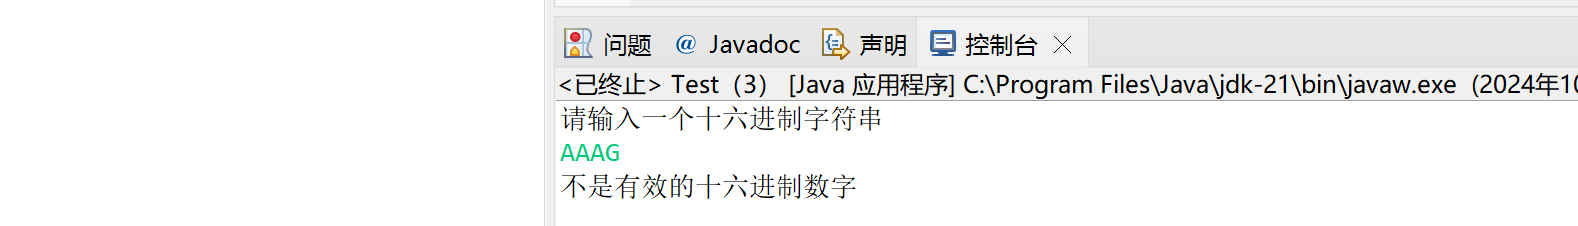 问题 @ Javadoc 声明 控制台
<已终止> Test（3） [Java 应用程序] C:\Program Files\Java\jdk-21\bin\javaw.exe（2024年10
请输入一个十六进制字符串
AAAG
不是有效的十六进制数字